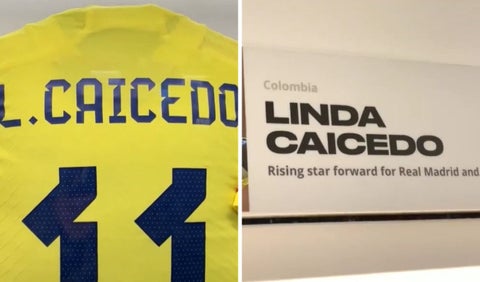 L.CAICEDO
11
Colombia
LINDA
CAICEDO
Rising star forward for Real Madrid and